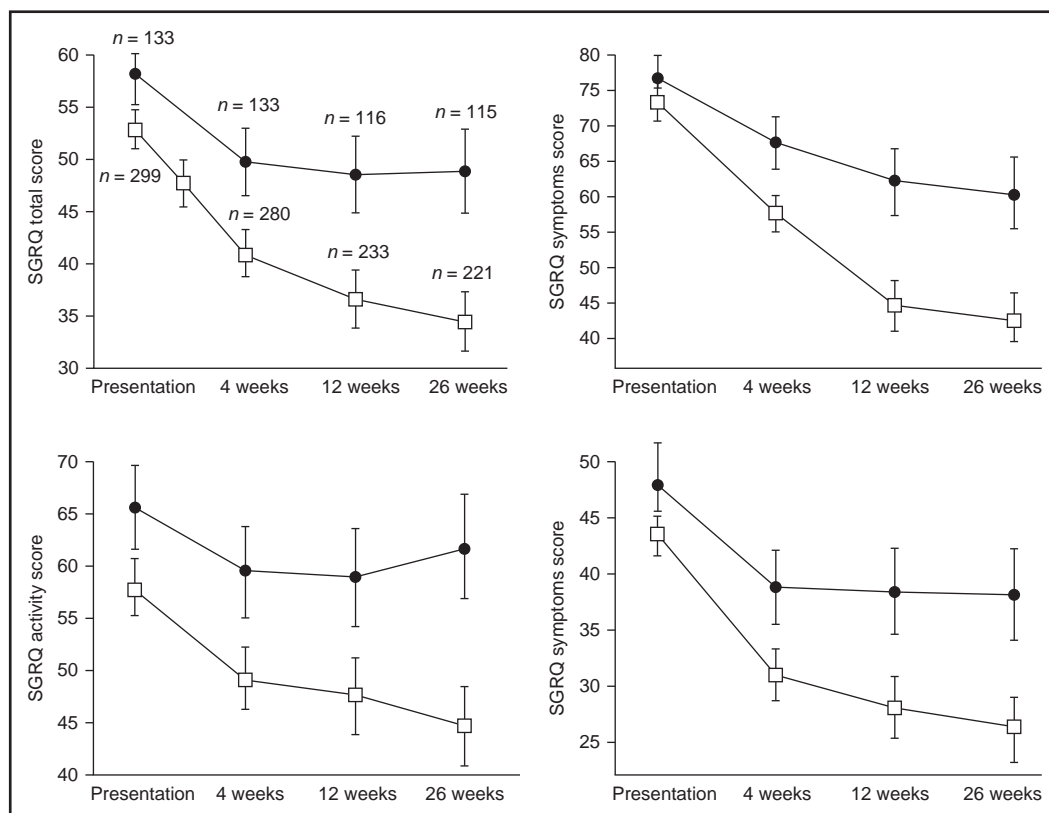 SGRQ total score
60
55
50
45
40
35
30
n = 133
n = 133
n = 116
n = 115
n = 299
n = 280
n = 233
n = 221
Presentation 4 weeks 12 weeks 26 weeks
SGRQ symptoms score
80
75
70
65
60
55
50
45
40
Presentation 4 weeks 12 weeks 26 weeks
SGRQ activity score
70
65
60
55
50
45
40
Presentation 4 weeks 12 weeks 26 weeks
SGRQ symptoms score
50
45
40
35
30
25
Presentation 4 weeks 12 weeks 26 weeks